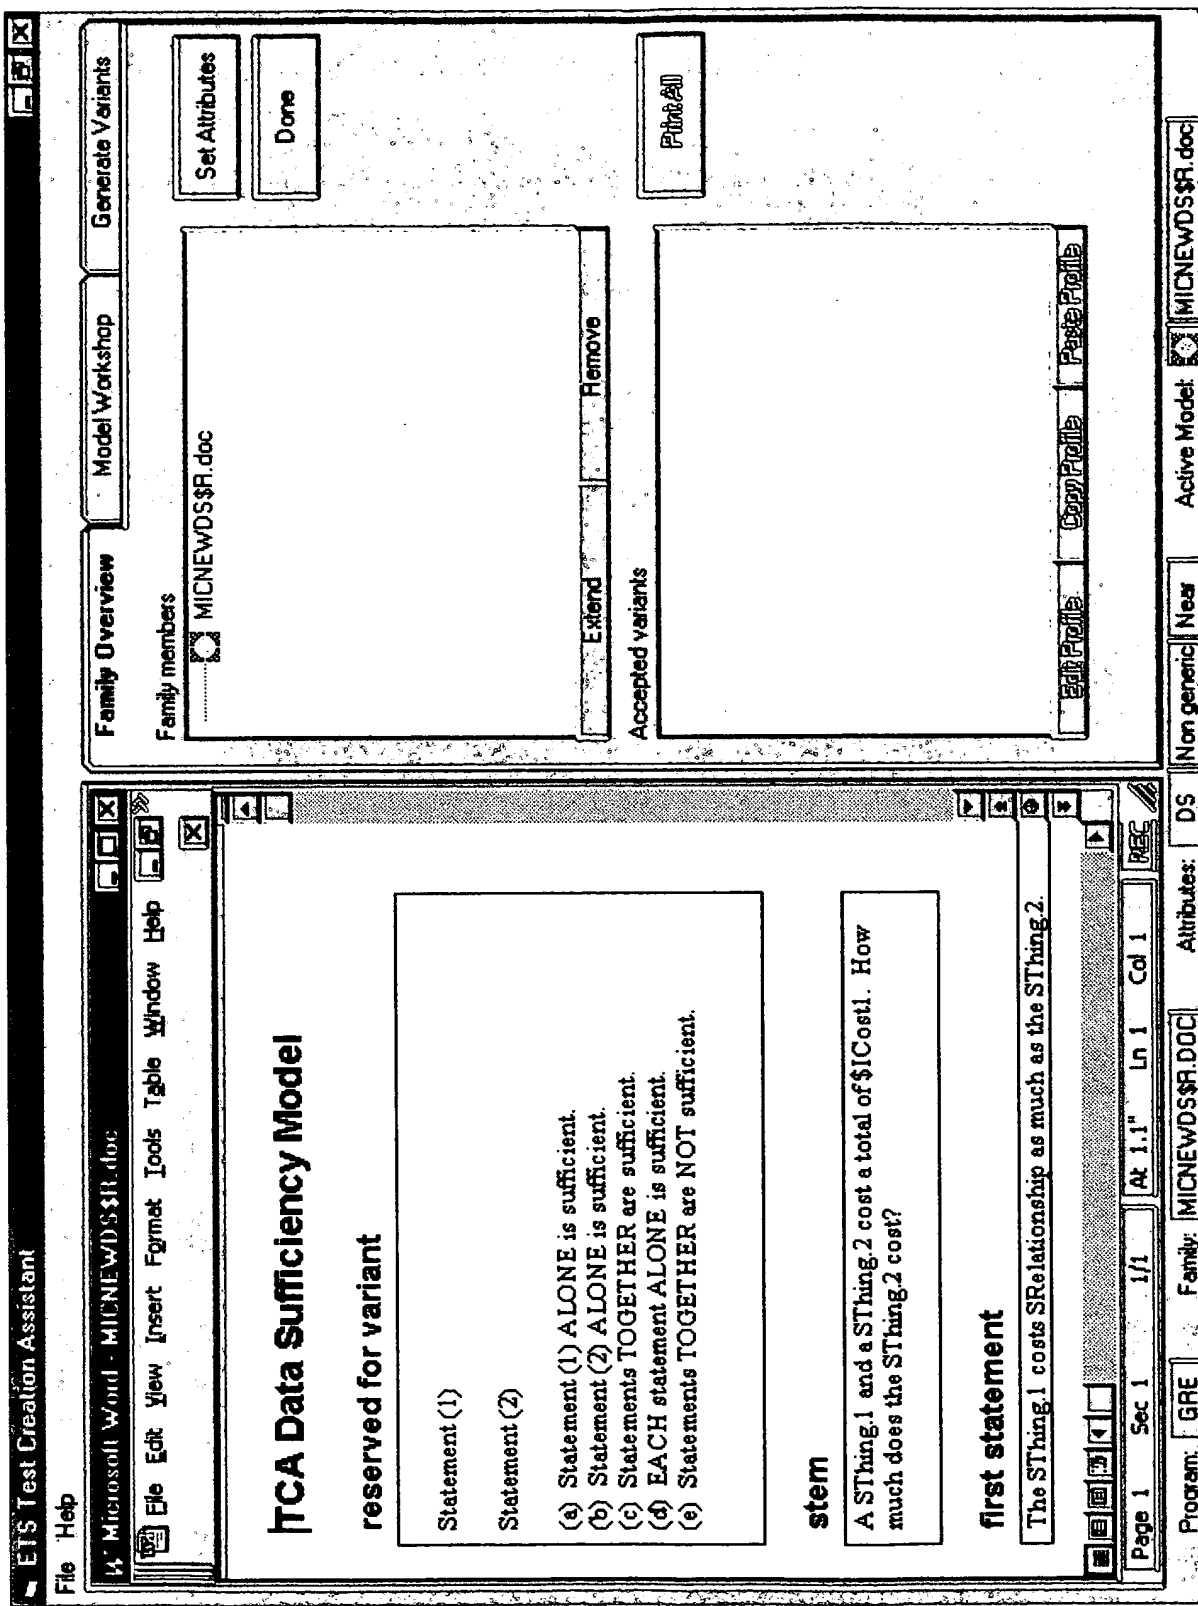 ETS Test Creation Assistant
File Help
Microsoft Word - MICNEWDS$R.doc
File Edit View Insert Format Tools Table Window Help
TCA Data Sufficiency Model
reserved for variant
Statement (1)
Statement (2)
(a) Statement (1) ALONE is sufficient.
(b) Statement (2) ALONE is sufficient.
(c) Statements TOGETHER are sufficient.
(d) EACH statement ALONE is sufficient.
(e) Statements TOGETHER are NOT sufficient.
stem
A SThing.1 and a SThing.2 cost a total of $ICost1. How
much does the SThing.2 cost?
first statement
The SThing.1 costs SRelationship as much as the SThing.2.
Page 1 Sec 1 1/1 At 1.1" Ln 1 Col 1 REC
Family Overview Model Workshop Generate Variants
Family members
MICNEWDS$R.doc
Set Attributes
Done
Extend Remove
Accepted variants
Print All
Edit Profile Copy Profile Paste Profile
Program: GRE Family: MICNEWDS$R.DOC Attributes: DS Non generic Near Active Model: MICNEWDS$R.doc